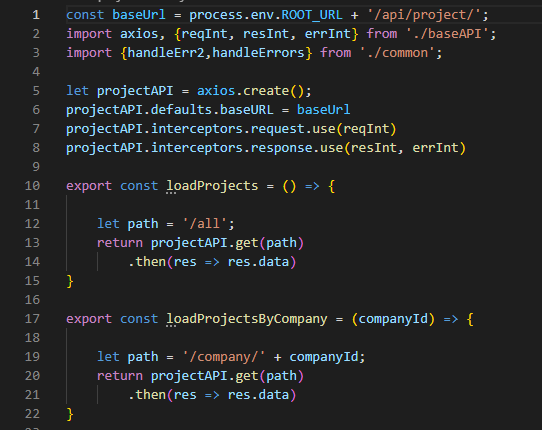 1 const baseUrl = process.env.ROOT_URL + '/api/project/';
2 import axios, {reqInt, resInt, errInt} from './baseAPI';
3 import {handleErr2,handleErrors} from './common';
4
5 let projectAPI = axios.create();
6 projectAPI.defaults.baseURL = baseUrl
7 projectAPI.interceptors.request.use(reqInt)
8 projectAPI.interceptors.response.use(resInt, errInt)
9
10 export const loadProjects = () => {
11
12 let path = '/all';
13 return projectAPI.get(path)
14 .then(res => res.data)
15 }
16
17 export const loadProjectsByCompany = (companyId) => {
18
19 let path = '/company/' + companyId;
20 return projectAPI.get(path)
21 .then(res => res.data)
22 }